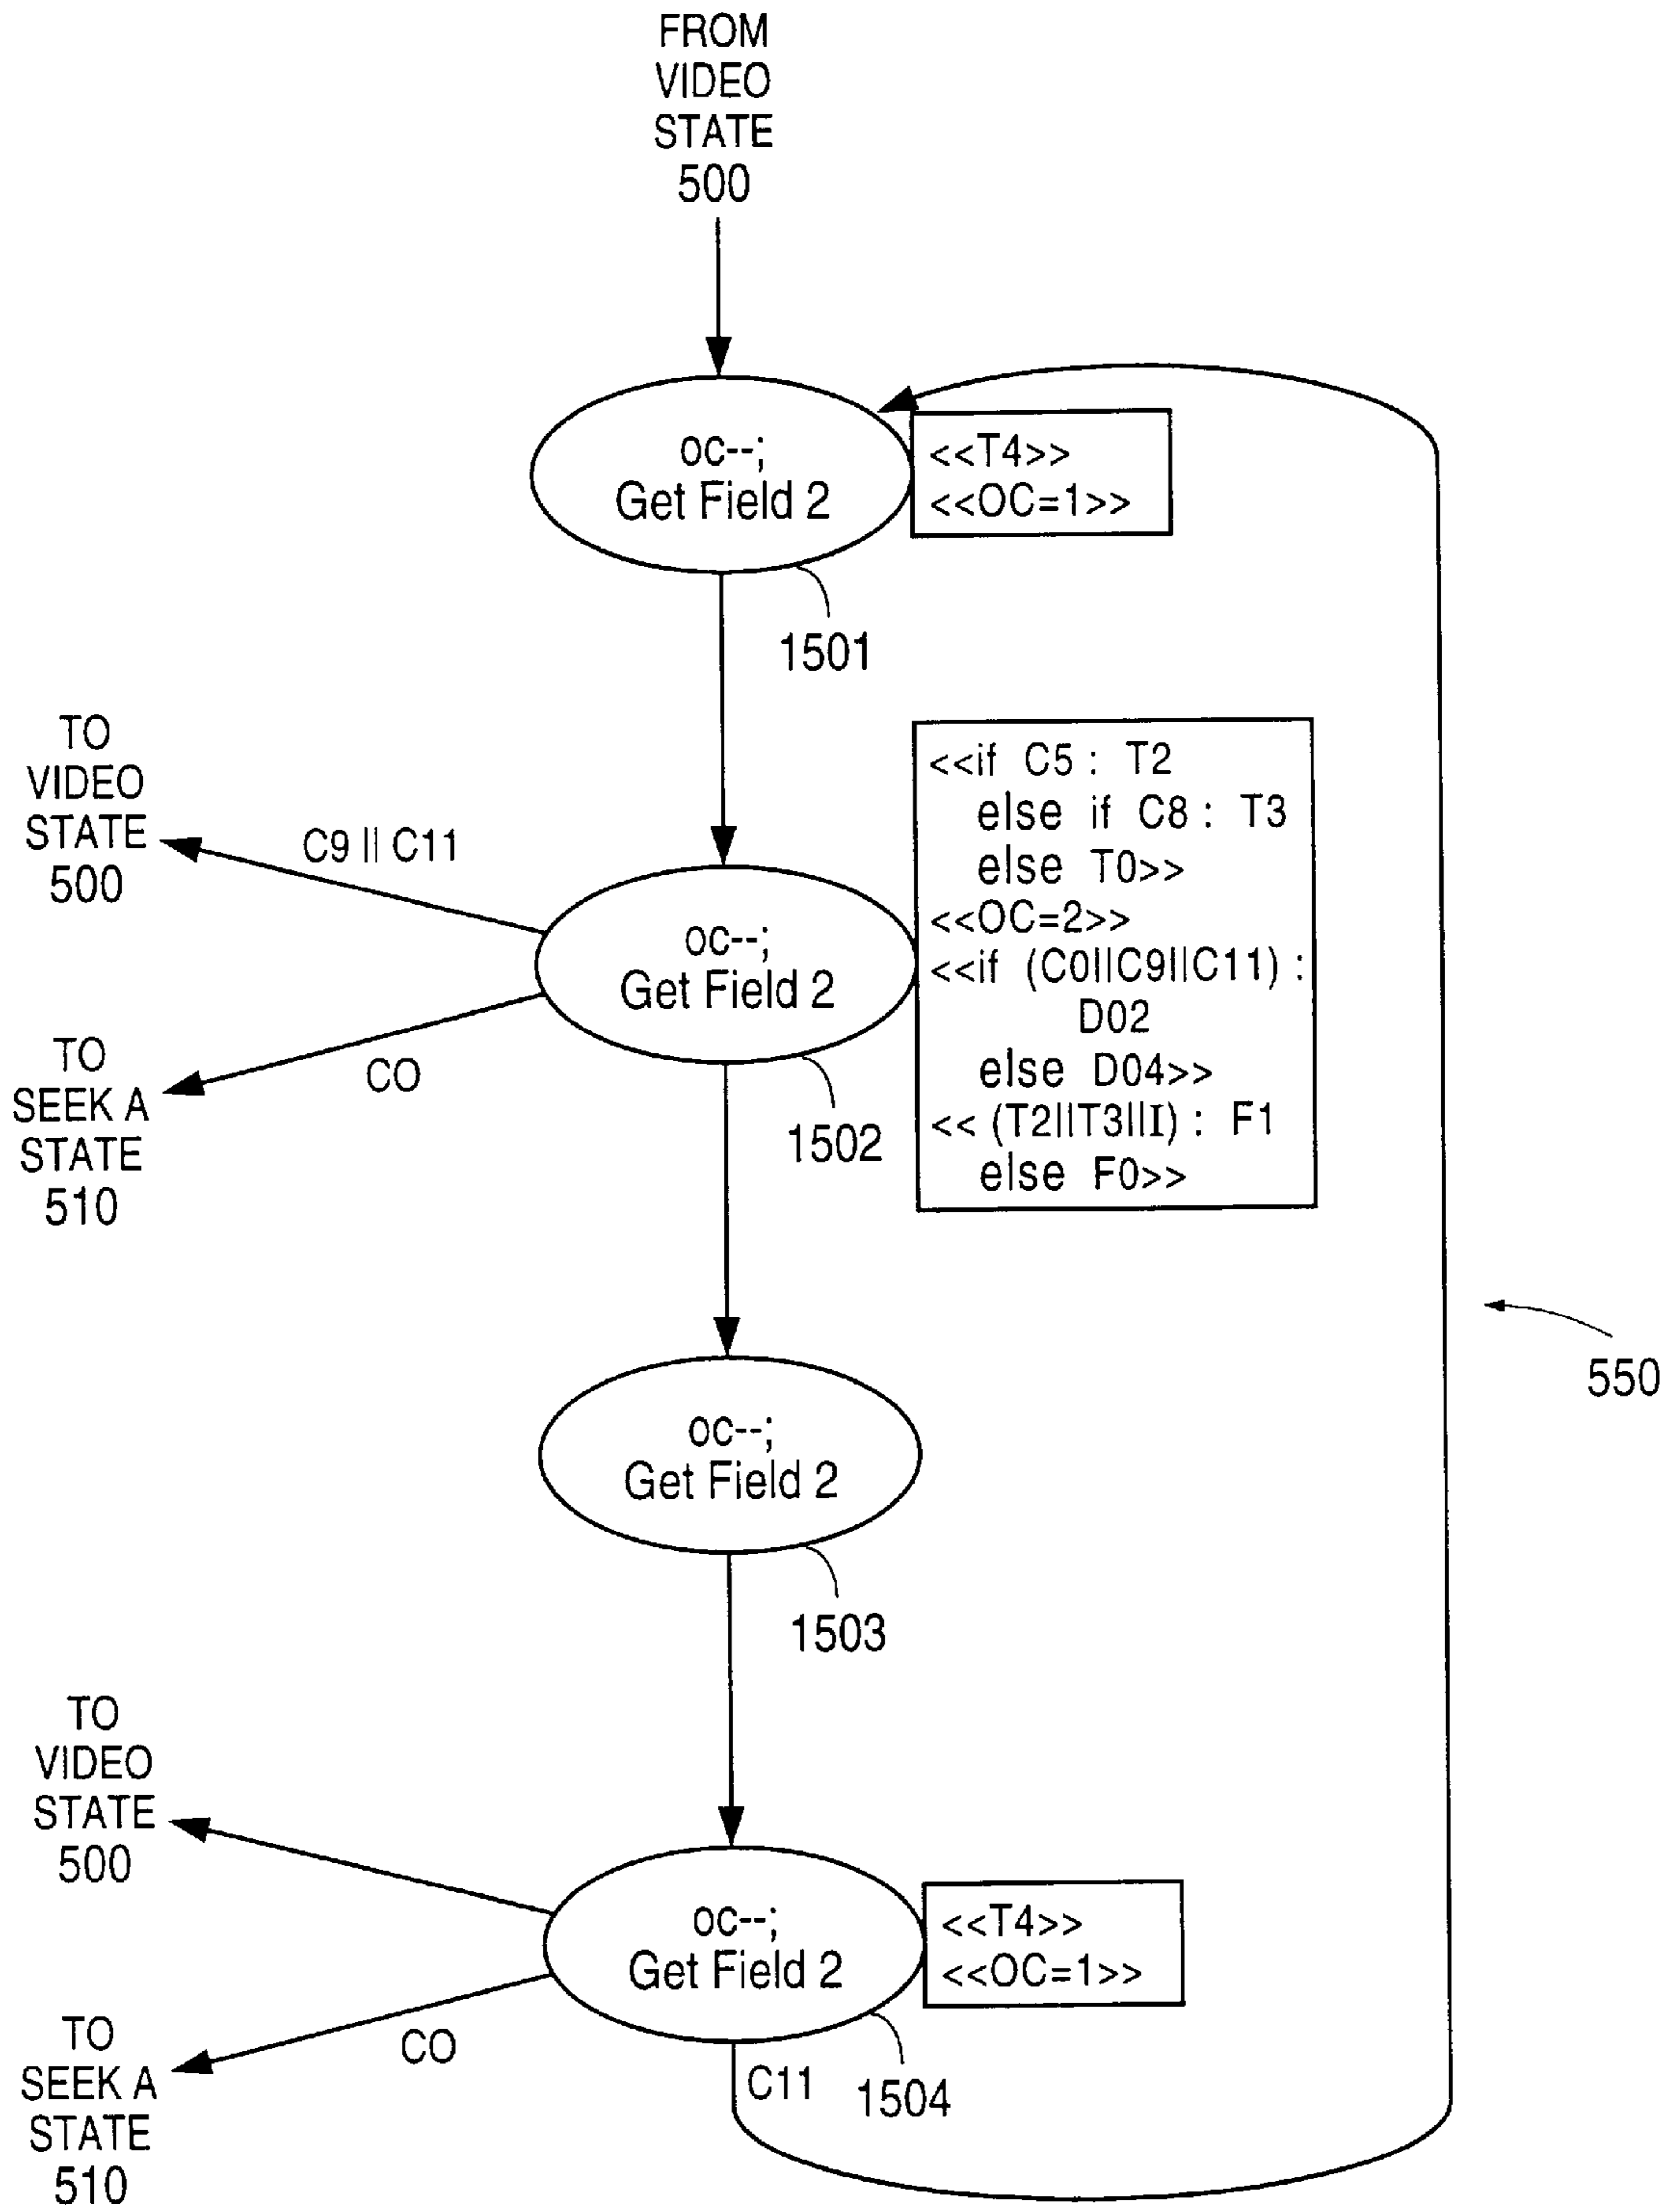 FROM
VIDEO
STATE
500
oc--;
Get Field 2
<<T4>>
<<OC=1>>
1501
TO
VIDEO
STATE
500
C9 || C11
<<if C5 : T2
else if C8 : T3
else T0>>
<<OC=2>>
<<if (C0||C9||C11) :
D02
else D04>>
<< (T2||T3||I) : F1
else F0>>
oc--;
Get Field 2
TO
SEEK A
STATE
510
CO
1502
550
oc--;
Get Field 2
1503
TO
VIDEO
STATE
500
oc--;
Get Field 2
<<T4>>
<<OC=1>>
TO
SEEK A
STATE
510
CO
C11
1504